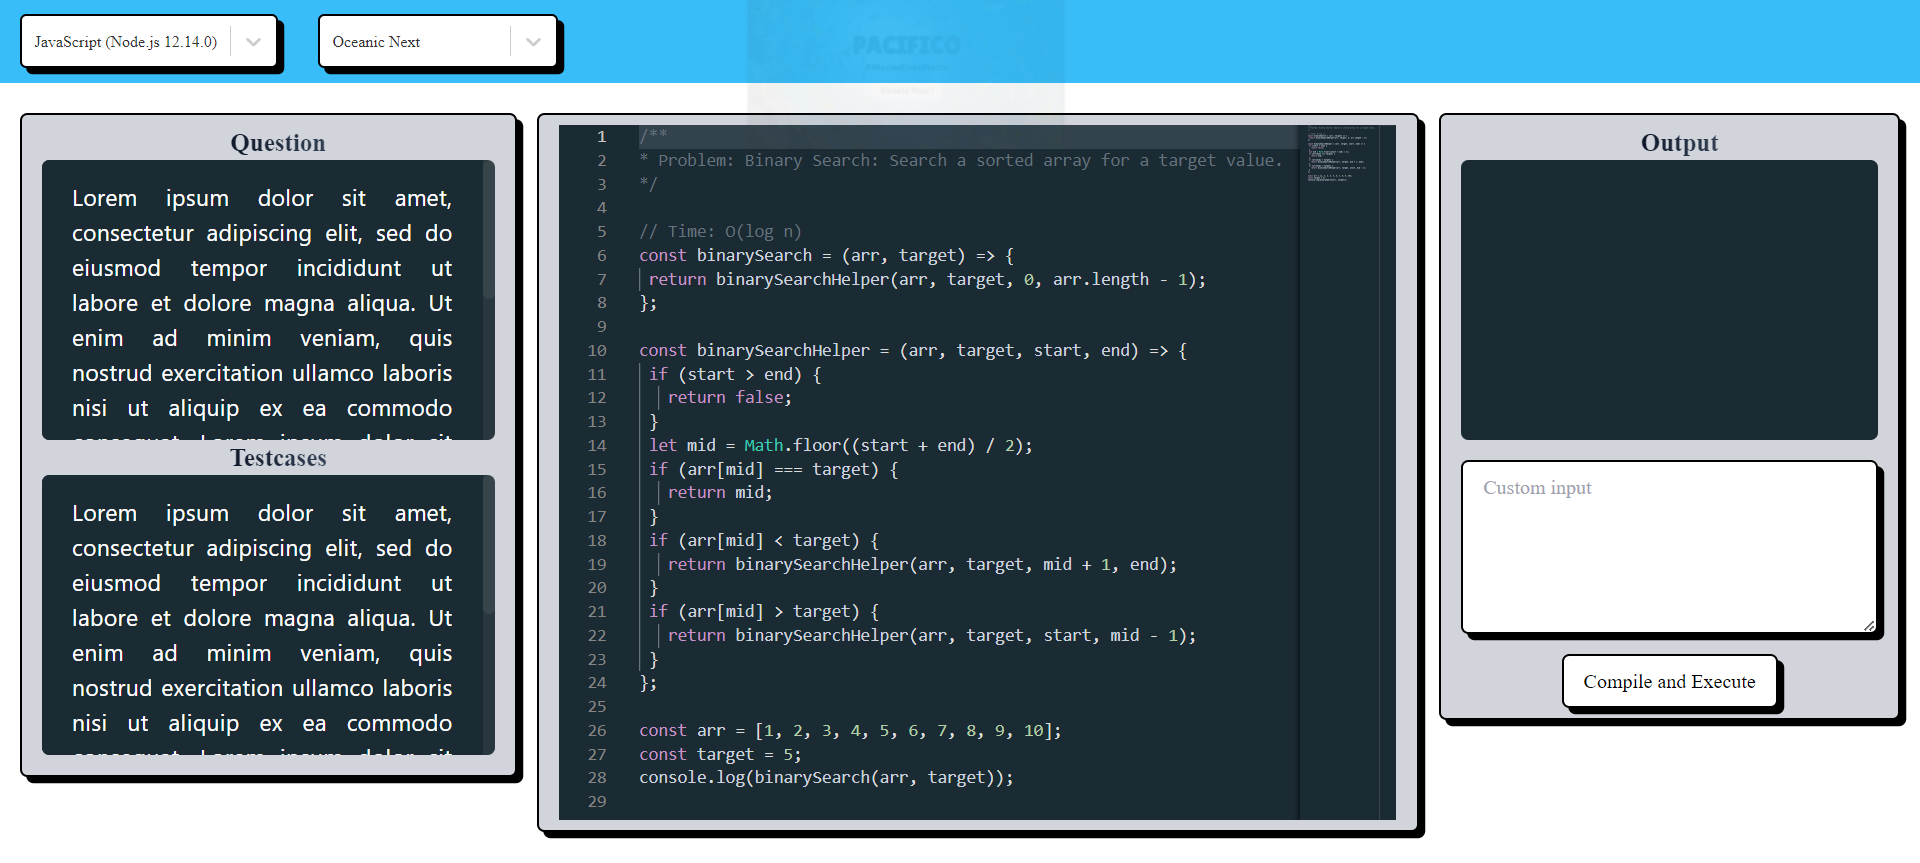 JavaScript (Node.js 12.14.0)
Oceanic Next
PACIFICO
Question
Lorem ipsum dolor sit amet,
consectetur adipiscing elit, sed do
eiusmod tempor incididunt ut
labore et dolore magna aliqua. Ut
enim ad minim veniam, quis
nostrud exercitation ullamco laboris
nisi ut aliquip ex ea commodo
consequat. Lorem ipsum dolor sit
Testcases
Lorem ipsum dolor sit amet,
consectetur adipiscing elit, sed do
eiusmod tempor incididunt ut
labore et dolore magna aliqua. Ut
enim ad minim veniam, quis
nostrud exercitation ullamco laboris
nisi ut aliquip ex ea commodo
consequat. Lorem ipsum dolor sit
1 /**
2 * Problem: Binary Search: Search a sorted array for a target value.
3 */
4
5 // Time: O(log n)
6 const binarySearch = (arr, target) => {
7 return binarySearchHelper(arr, target, 0, arr.length - 1);
8 };
9
10 const binarySearchHelper = (arr, target, start, end) => {
11 if (start > end) {
12 return false;
13 }
14 let mid = Math.floor((start + end) / 2);
15 if (arr[mid] === target) {
16 return mid;
17 }
18 if (arr[mid] < target) {
19 return binarySearchHelper(arr, target, mid + 1, end);
20 }
21 if (arr[mid] > target) {
22 return binarySearchHelper(arr, target, start, mid - 1);
23 }
24 };
25
26 const arr = [1, 2, 3, 4, 5, 6, 7, 8, 9, 10];
27 const target = 5;
28 console.log(binarySearch(arr, target));
29
Output
Custom input
Compile and Execute